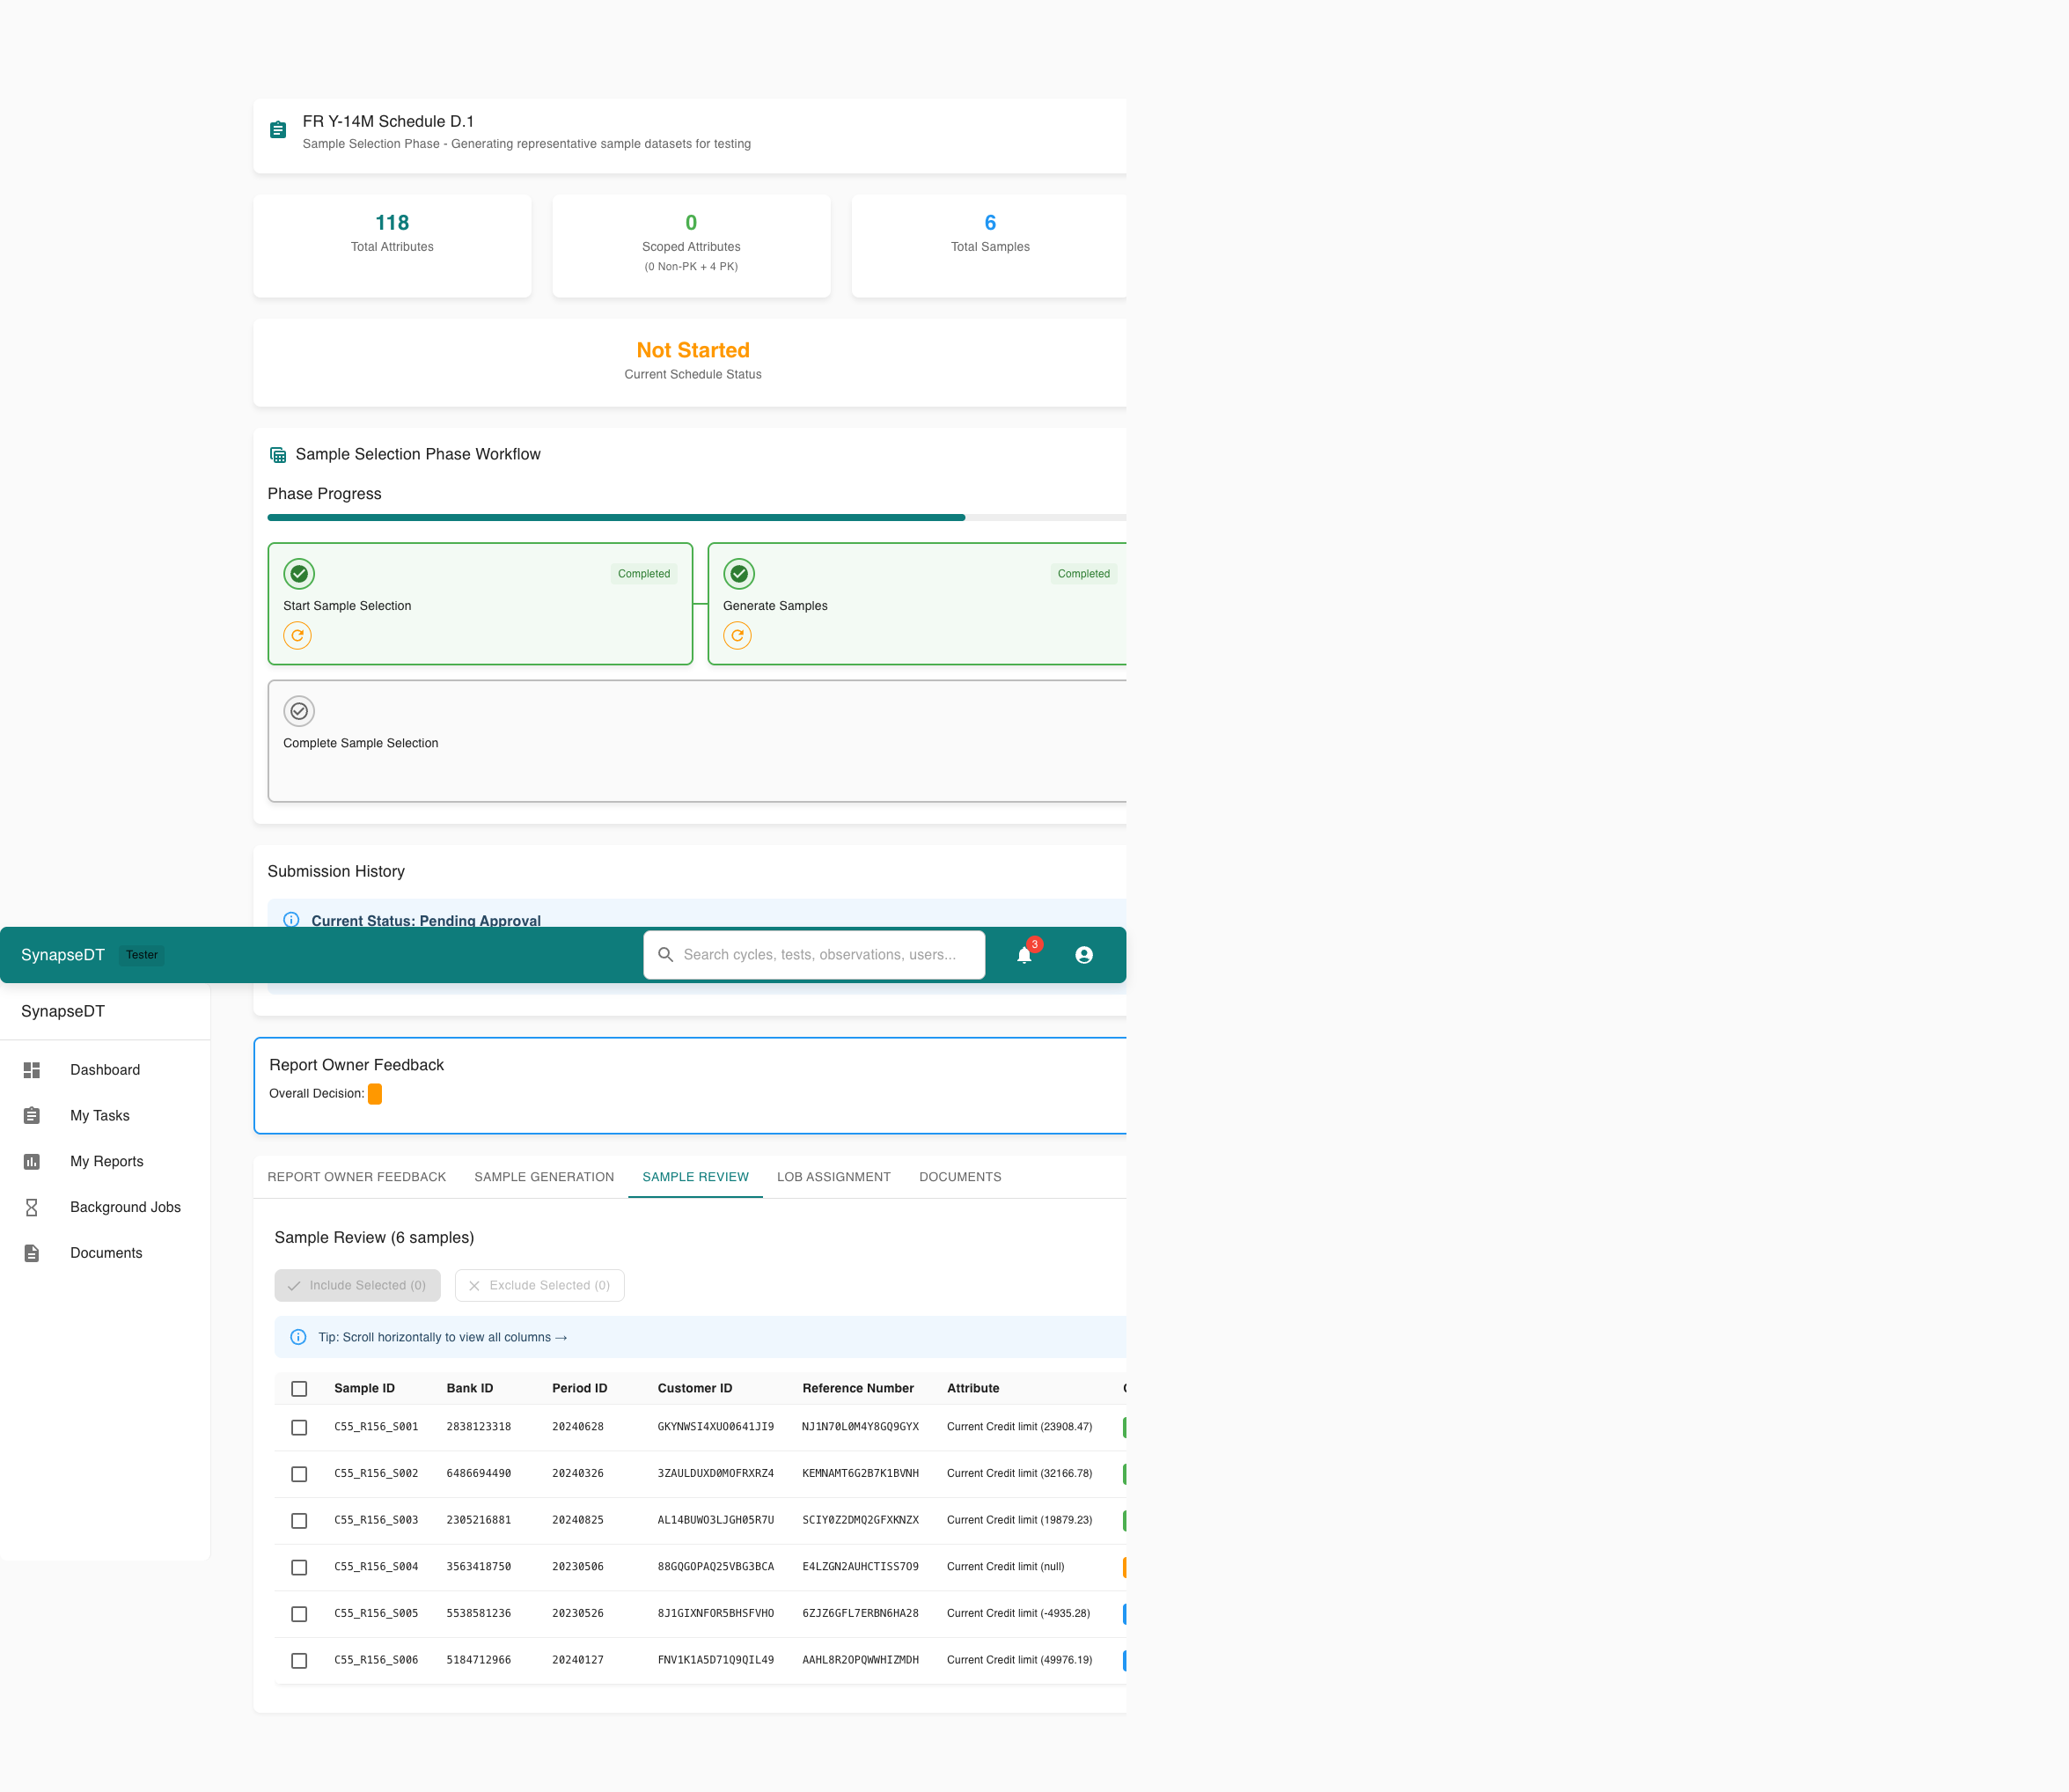 FR Y-14M Schedule D.1
Sample Selection Phase - Generating representative sample datasets for testing
118
Total Attributes
0
Scoped Attributes
(0 Non-PK + 4 PK)
6
Total Samples
Not Started
Current Schedule Status
Sample Selection Phase Workflow
Phase Progress
Completed
Start Sample Selection
Completed
Generate Samples
Complete Sample Selection
Submission History
Current Status: Pending Approval
SynapseDT Tester
Search cycles, tests, observations, users...
3
SynapseDT
Dashboard
My Tasks
My Reports
Background Jobs
Documents
Report Owner Feedback
Overall Decision:
REPORT OWNER FEEDBACK SAMPLE GENERATION SAMPLE REVIEW LOB ASSIGNMENT DOCUMENTS
Sample Review (6 samples)
Include Selected (0) Exclude Selected (0)
Tip: Scroll horizontally to view all columns →
Sample ID Bank ID Period ID Customer ID Reference Number Attribute
C55_R156_S001 2838123318 20240628 GKYNWSI4XUO0641JI9 NJ1N70L0M4Y8GQ9GYX Current Credit limit (23908.47)
C55_R156_S002 6486694490 20240326 3ZAULDUXD0MOFRXRZ4 KEMNAMT6G2B7K1BVNH Current Credit limit (32166.78)
C55_R156_S003 2305216881 20240825 AL14BUWO3LJGH05R7U SCIY0Z2DMQ2GFXKNZX Current Credit limit (19879.23)
C55_R156_S004 3563418750 20230506 88GQGOPAQ25VBG3BCA E4LZGN2AUHCTISS7O9 Current Credit limit (null)
C55_R156_S005 5538581236 20230526 8J1GIXNFOR5BHSFVHO 6ZJZ6GFL7ERBN6HA28 Current Credit limit (-4935.28)
C55_R156_S006 5184712966 20240127 FNV1K1A5D71Q9QIL49 AAHL8R2OPQWWHIZMDH Current Credit limit (49976.19)